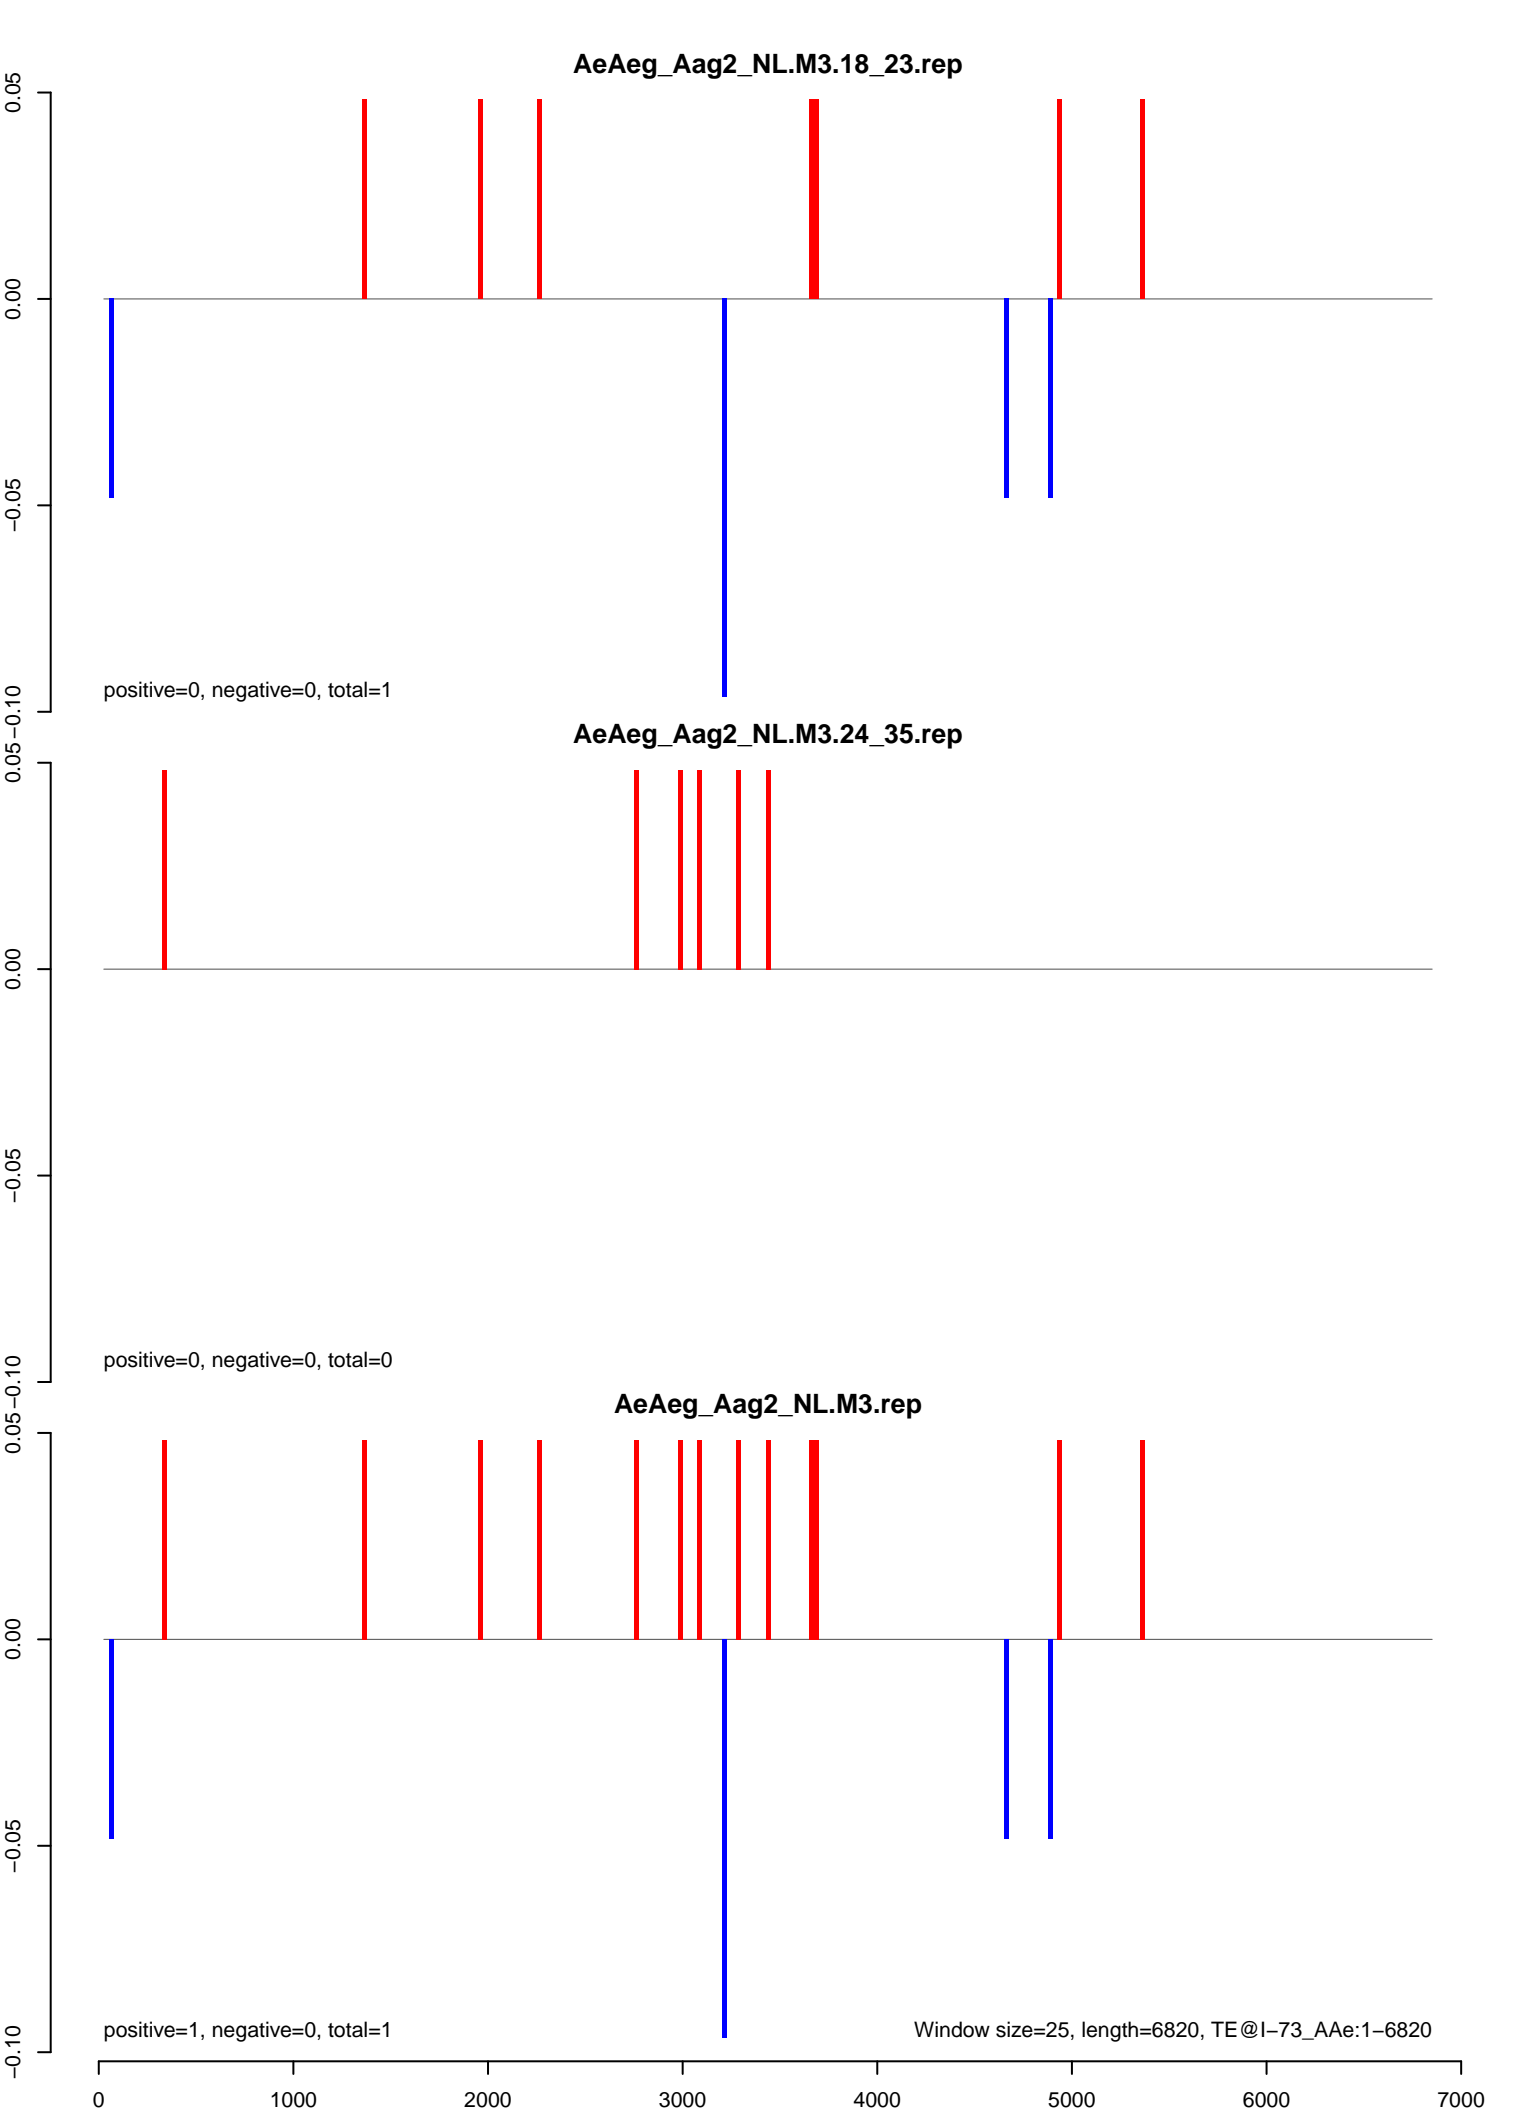 AeAeg_Aag2_NL.M3.18_23.rep
0.05
0.00
−0.05
−0.10
positive=0, negative=0, total=1
AeAeg_Aag2_NL.M3.24_35.rep
0.05
0.00
−0.05
−0.10
positive=0, negative=0, total=0
AeAeg_Aag2_NL.M3.rep
0.05
0.00
−0.05
−0.10
positive=1, negative=0, total=1
Window size=25, length=6820, TE@I−73_AAe:1−6820
0 1000 2000 3000 4000 5000 6000 7000